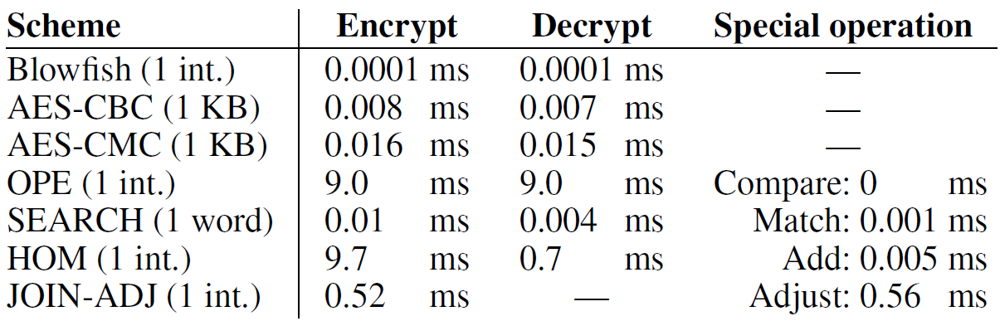 Scheme Encrypt Decrypt Special operation
Blowfish (1 int.) 0.0001 ms 0.0001 ms —
AES-CBC (1 KB) 0.008 ms 0.007 ms —
AES-CMC (1 KB) 0.016 ms 0.015 ms —
OPE (1 int.) 9.0 ms 9.0 ms Compare: 0 ms
SEARCH (1 word) 0.01 ms 0.004 ms Match: 0.001 ms
HOM (1 int.) 9.7 ms 0.7 ms Add: 0.005 ms
JOIN-ADJ (1 int.) 0.52 ms — Adjust: 0.56 ms